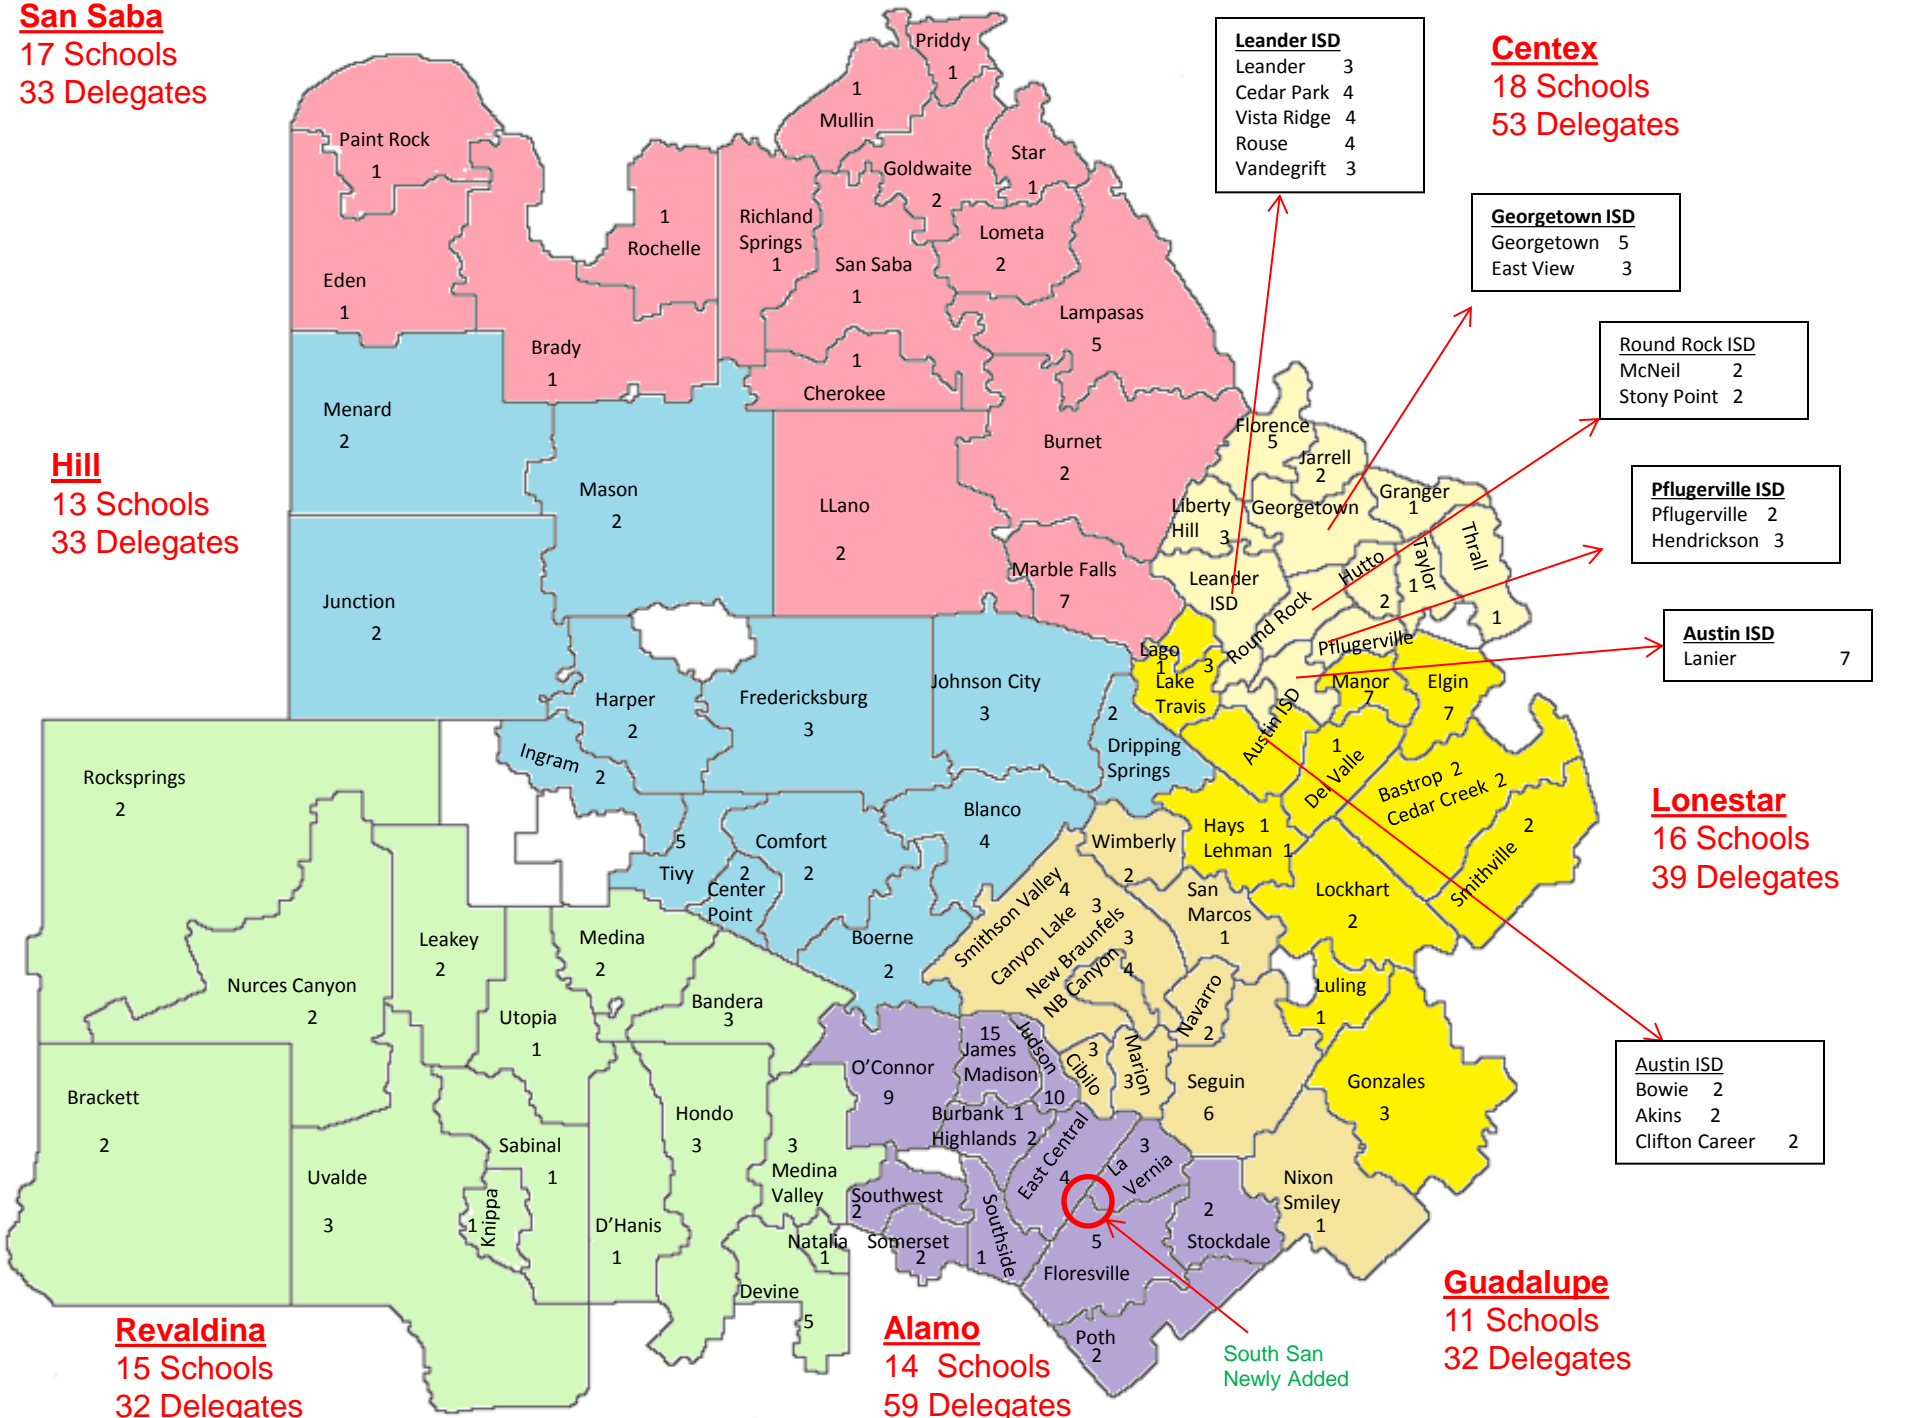 San Saba
17 Schools
33 Delegates
Leander ISD
Leander 3
Cedar Park 4
Vista Ridge 4
Rouse 4
Vandegrift 3
Centex
18 Schools
53 Delegates
Georgetown ISD
Georgetown 5
East View 3
Round Rock ISD
McNeil 2
Stony Point 2
Pflugerville ISD
Pflugerville 2
Hendrickson 3
Austin ISD
Lanier 7
Priddy
1
1
Mullin
Paint Rock
1
Goldwaite
2
Star
1
1
Rochelle
Richland
Springs
1
San Saba
1
Lometa
2
Eden
1
Lampasas
5
Brady
1
1
Cherokee
Burnet
2
LLano
2
Marble Falls
7
Hill
13 Schools
33 Delegates
Menard
2
Mason
2
Junction
2
Harper
2
Fredericksburg
3
Johnson City
3
2
Dripping
Springs
Ingram 2
5
Tivy
Comfort
2
2
Center
Point
Blanco
4
Boerne
2
Florence
5
Jarrell
2
Liberty
Hill 3
Georgetown
Granger
1
Thrall
1
Taylor
1
Hutto
2
Leander
ISD
Round Rock
Pflugerville
Austin ISD
Lago
1
3
Lake
Travis
Manor
7
Elgin
7
1
Del Valle
Bastrop 2
Cedar Creek 2
2
Smithville
Hays 1
Lehman 1
Lockhart
2
Luling
1
Gonzales
3
Lonestar
16 Schools
39 Delegates
Austin ISD
Bowie 2
Akins 2
Clifton Career 2
Wimberly
2
San
Marcos
1
Smithson Valley
4
Canyon Lake
3
New Braunfels
3
NB Canyon
4
Navarro
2
Cibilo
3
Marion
3
Seguin
6
Nixon
Smiley
1
Guadalupe
11 Schools
32 Delegates
Rocksprings
2
Nurces Canyon
2
Leakey
2
Medina
2
Bandera
3
Utopia
1
Brackett
2
Uvalde
3
Sabinal
1
Knippa
1
D'Hanis
1
Hondo
3
3
Medina
Valley
Natalia
1
Devine
5
Revaldina
15 Schools
32 Delegates
O'Connor
9
15
James
Madison
Judson
10
Burbank 1
Highlands 2
East Central
4
3
La
Vernia
Southwest
2
Somerset
2
Southside
1
5
Floresville
2
Stockdale
Poth
2
Alamo
14 Schools
59 Delegates
South San
Newly Added